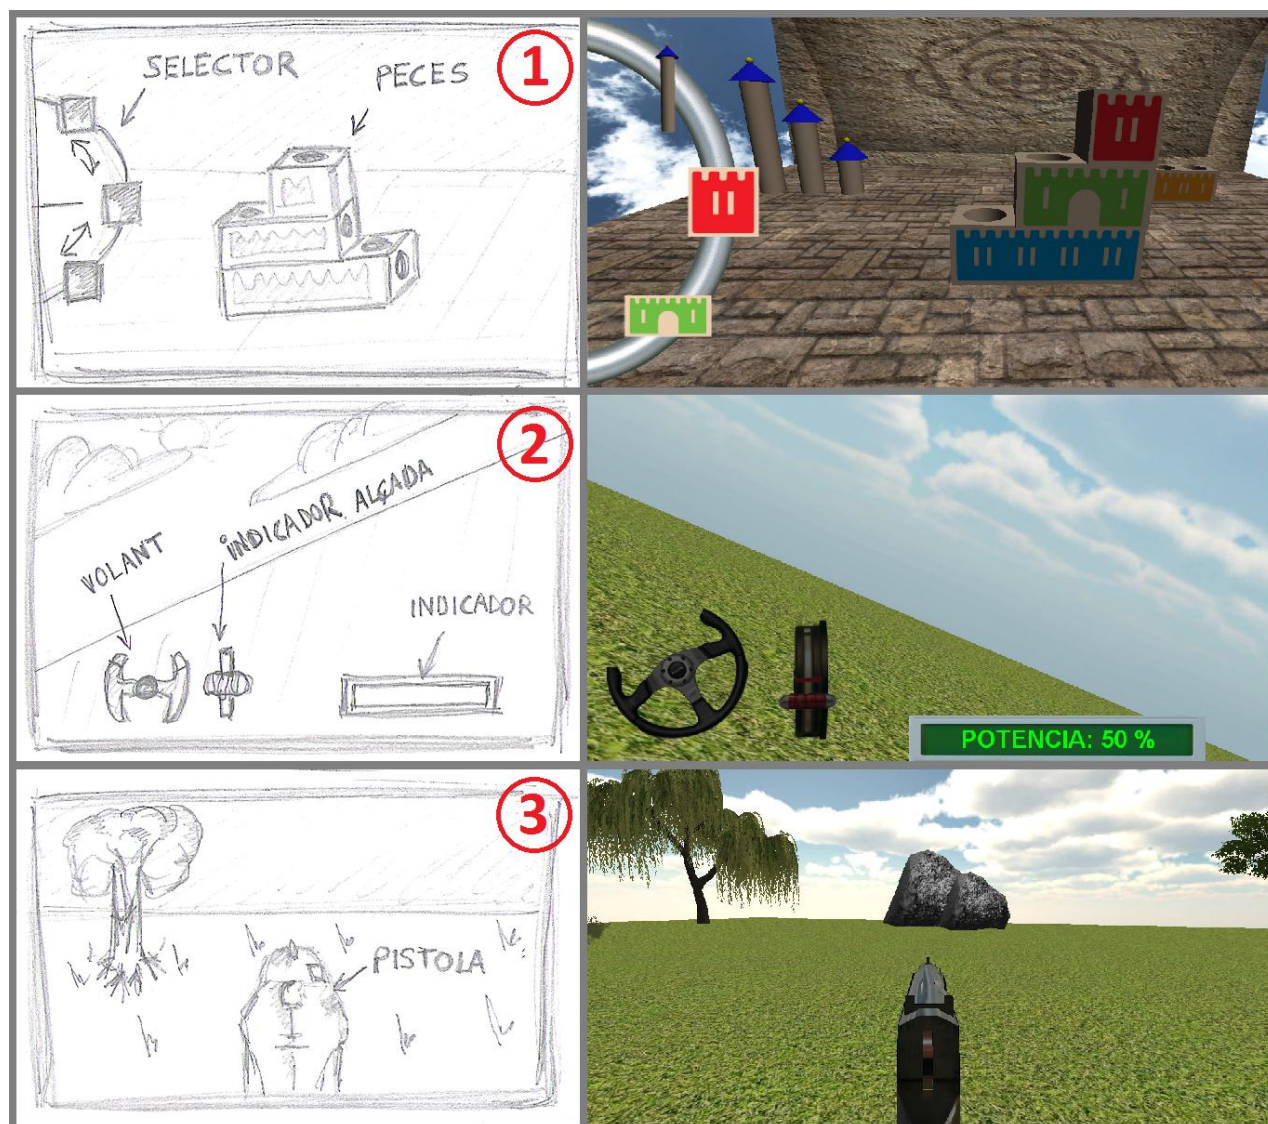 SELECTOR
PECES
1
2
VOLANT
INDICADOR ALÇADA
INDICADOR
POTENCIA: 50 %
3
PISTOLA